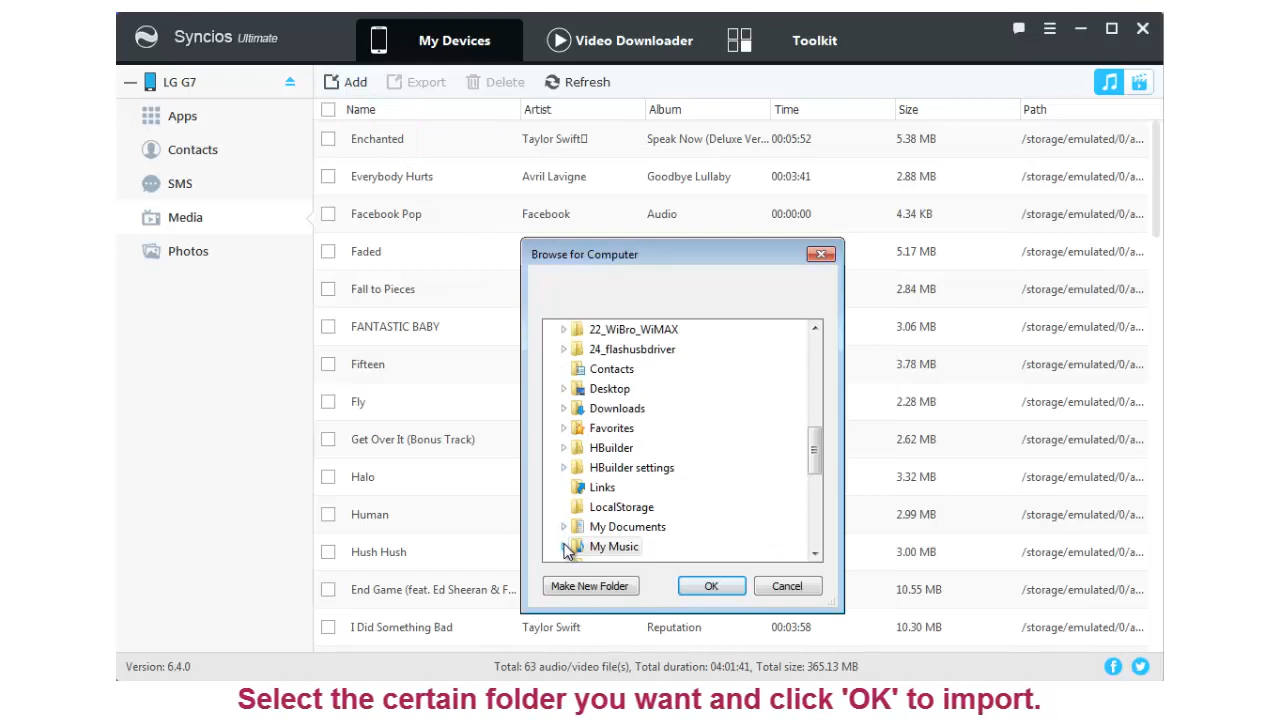 Syncios Ultimate
My Devices
Video Downloader
Toolkit
LG G7
Add
Export
Delete
Refresh
Apps
Contacts
SMS
Media
Photos
Name Artist Album Time Size Path
Enchanted Taylor Swift Speak Now (Deluxe Ver... 00:05:52 5.38 MB /storage/emulated/0/a...
Everybody Hurts Avril Lavigne Goodbye Lullaby 00:03:41 2.88 MB /storage/emulated/0/a...
Facebook Pop Facebook Audio 00:00:00 4.34 KB /storage/emulated/0/a...
Faded 5.17 MB /storage/emulated/0/a...
Fall to Pieces 2.84 MB /storage/emulated/0/a...
FANTASTIC BABY 3.06 MB /storage/emulated/0/a...
Fifteen 3.78 MB /storage/emulated/0/a...
Fly 2.28 MB /storage/emulated/0/a...
Get Over It (Bonus Track) 2.62 MB /storage/emulated/0/a...
Halo 3.32 MB /storage/emulated/0/a...
Human 2.99 MB /storage/emulated/0/a...
Hush Hush 3.00 MB /storage/emulated/0/a...
End Game (feat. Ed Sheeran & F... 10.55 MB /storage/emulated/0/a...
I Did Something Bad Taylor Swift Reputation 00:03:58 10.30 MB /storage/emulated/0/a...
Browse for Computer
22_WiBro_WiMAX
24_flashusbdriver
Contacts
Desktop
Downloads
Favorites
HBuilder
HBuilder settings
Links
LocalStorage
My Documents
My Music
Make New Folder
OK
Cancel
Version: 6.4.0
Total: 63 audio/video file(s), Total duration: 04:01:41, Total size: 365.13 MB
Select the certain folder you want and click 'OK' to import.